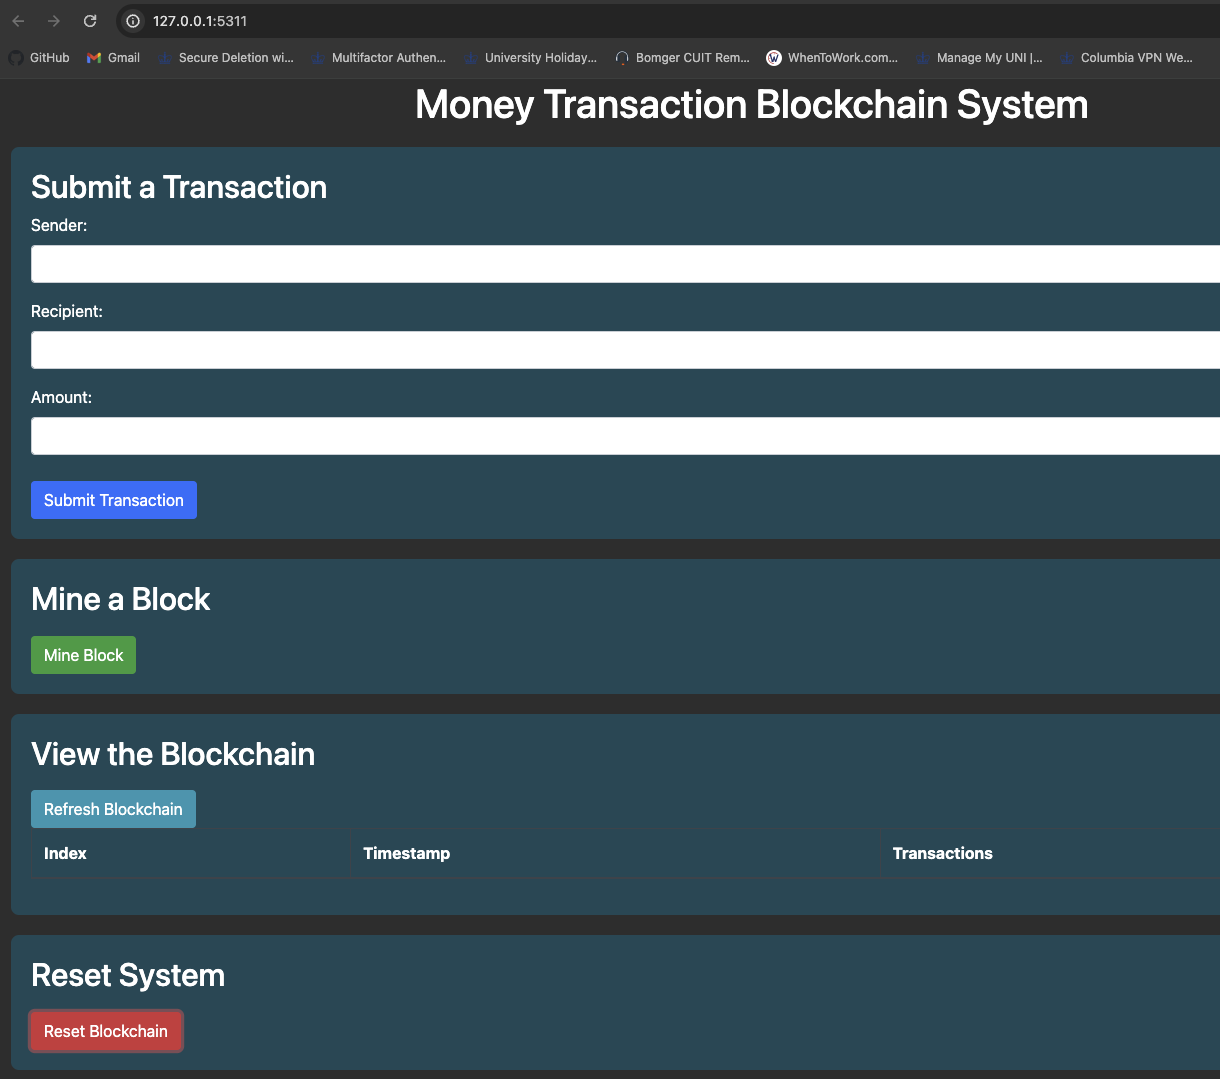 127.0.0.1:5311
GitHub Gmail Secure Deletion wi... Multifactor Authen... University Holiday... Bomger CUIT Rem... WhenToWork.com... Manage My UNI |... Columbia VPN We...
Money Transaction Blockchain System
Submit a Transaction
Sender:
Recipient:
Amount:
Submit Transaction
Mine a Block
Mine Block
View the Blockchain
Refresh Blockchain
Index Timestamp Transactions
Reset System
Reset Blockchain